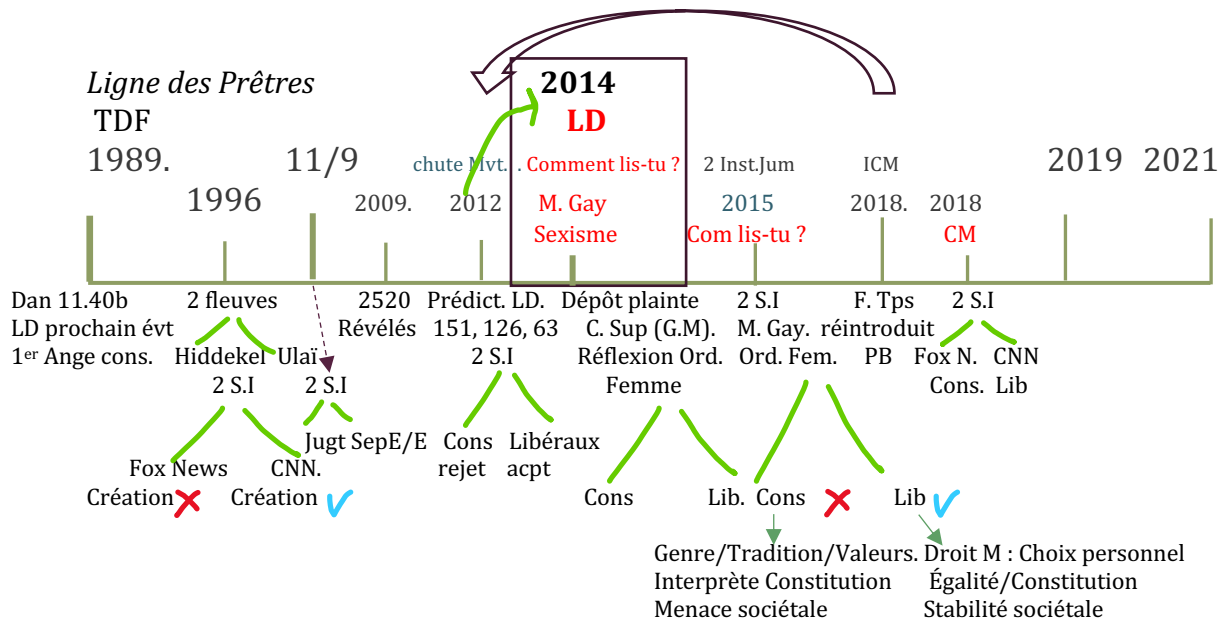 Ligne des Prêtres
TDF
2014
LD
1989. 11/9 chute Mvt... Comment lis-tu ? 2 Inst.Jum ICM 2019 2021
1996 2009. 2012 M. Gay 2015 2018. 2018
Sexisme Com lis-tu ? CM
Dan 11.40b 2 fleuves 2520 Prédict. LD. Dépôt plainte 2 S.I F. Tps 2 S.I
LD prochain évt Révélés 151, 126, 63 C. Sup (G.M). M. Gay. réintroduit
1er Ange cons. Hiddekel Ulaï 2 S.I Réflexion Ord. Ord. Fem. PB Fox N. CNN
2 S.I 2 S.I Femme Cons. Lib
Jugt SepE/E Cons Libéraux
rejet acpt
Fox News CNN.
Création Création Cons Lib. Cons Lib
Genre/Tradition/Valeurs. Droit M : Choix personnel
Interprète Constitution Égalité/Constitution
Menace sociétale Stabilité sociétale